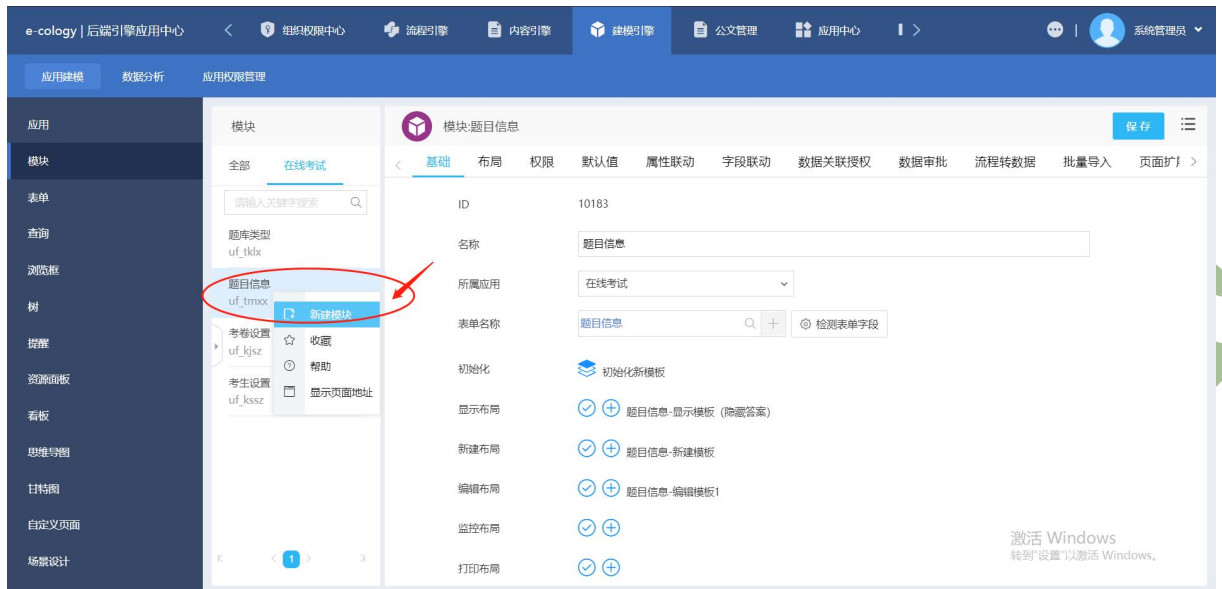 e-cology | 后端引擎应用中心 组织权限中心 流程引擎 内容引擎 建模引擎 公文管理 应用中心 系统管理员
应用建模 数据分析 应用权限管理
应用
模块
表单
查询
浏览框
树
提醒
资源面板
看板
思维导图
甘特图
自定义页面
场景设计
模块
全部 在线考试
请输入关键字搜索
题库类型
uf_tklx
题目信息
uf_tmxx
考卷设置
uf_kjsz
考生设置
uf_kssz
新建模块
收藏
帮助
显示页面地址
1
模块:题目信息 保存
基础 布局 权限 默认值 属性联动 字段联动 数据关联授权 数据审批 流程转数据 批量导入 页面扩
ID 10183
名称 题目信息
所属应用 在线考试
表单名称 题目信息 检测表单字段
初始化 初始化新模板
显示布局 题目信息-显示模板（隐藏答案）
新建布局 题目信息-新建模板
编辑布局 题目信息-编辑模板1
监控布局
打印布局
激活 Windows
转到"设置"以激活 Windows。